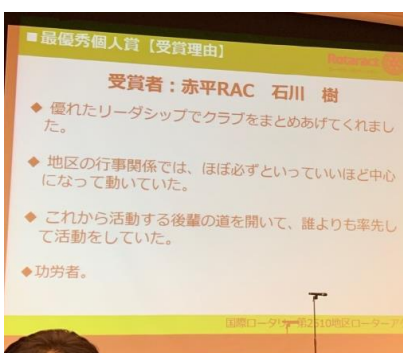 ■最優秀個人賞【受賞理由】
Rotaract
受賞者：赤平RAC　石川　樹
◆ 優れたリーダシップでクラブをまとめあげてくれまし
た。
◆ 地区の行事関係では、ほぼ必ずといっていいほど中心
になって動いていた。
◆ これから活動する後輩の道を開いて、誰よりも率先し
て活動をしていた。
◆功労者。
国際ロータリー第2510地区ローターア